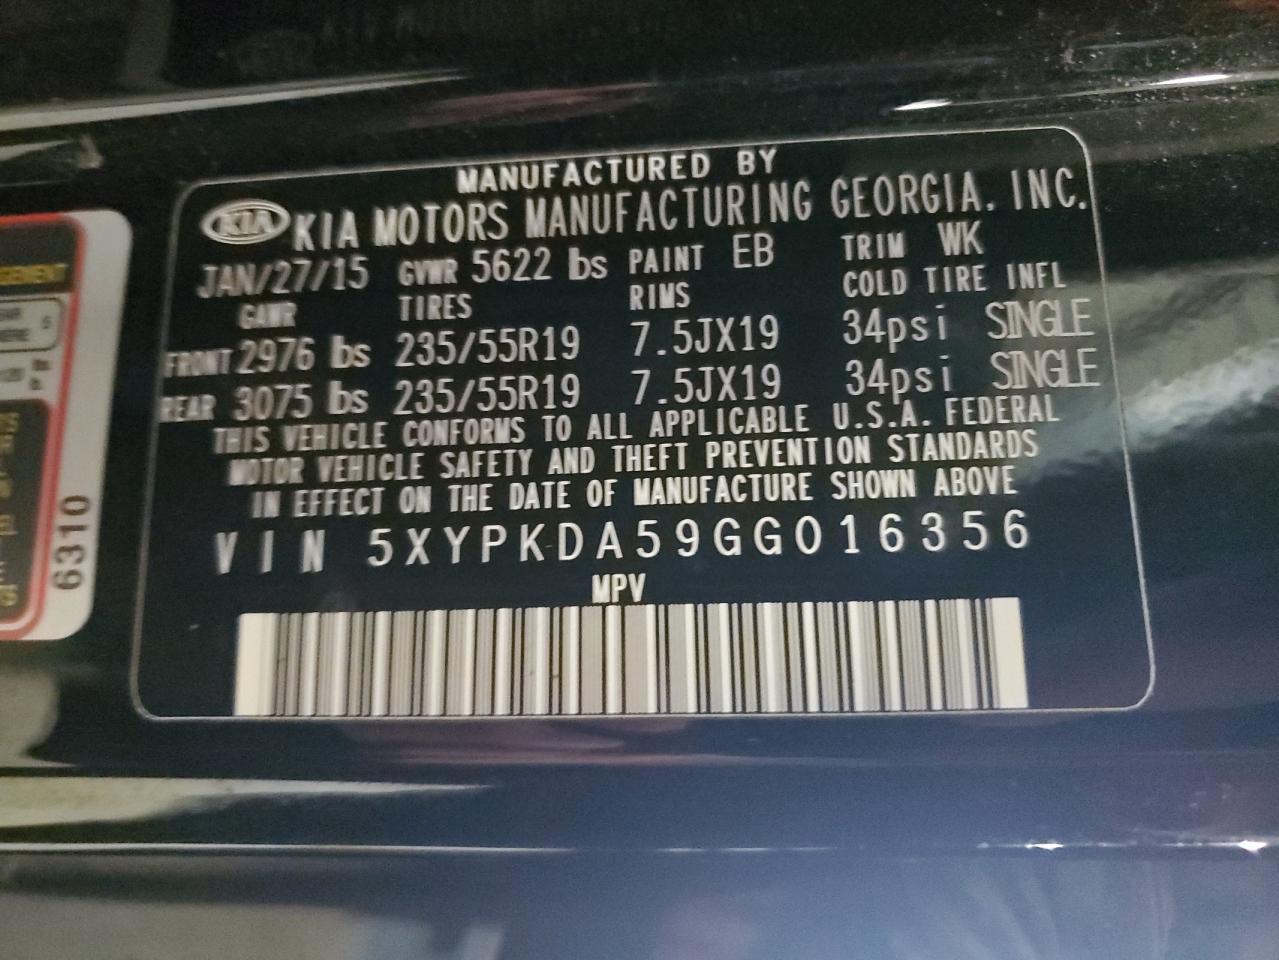 MANUFACTURED BY
KIA KIA MOTORS MANUFACTURING GEORGIA, INC.
JAN/27/15 GVWR 5622 lbs PAINT EB TRIM WK
GAWR TIRES RIMS COLD TIRE INFL
FRONT 2976 lbs 235/55R19 7.5JX19 34psi SINGLE
REAR 3075 lbs 235/55R19 7.5JX19 34psi SINGLE
THIS VEHICLE CONFORMS TO ALL APPLICABLE U.S.A. FEDERAL
MOTOR VEHICLE SAFETY AND THEFT PREVENTION STANDARDS
IN EFFECT ON THE DATE OF MANUFACTURE SHOWN ABOVE
VIN 5XYPKDA59GG016356
MPV
6310